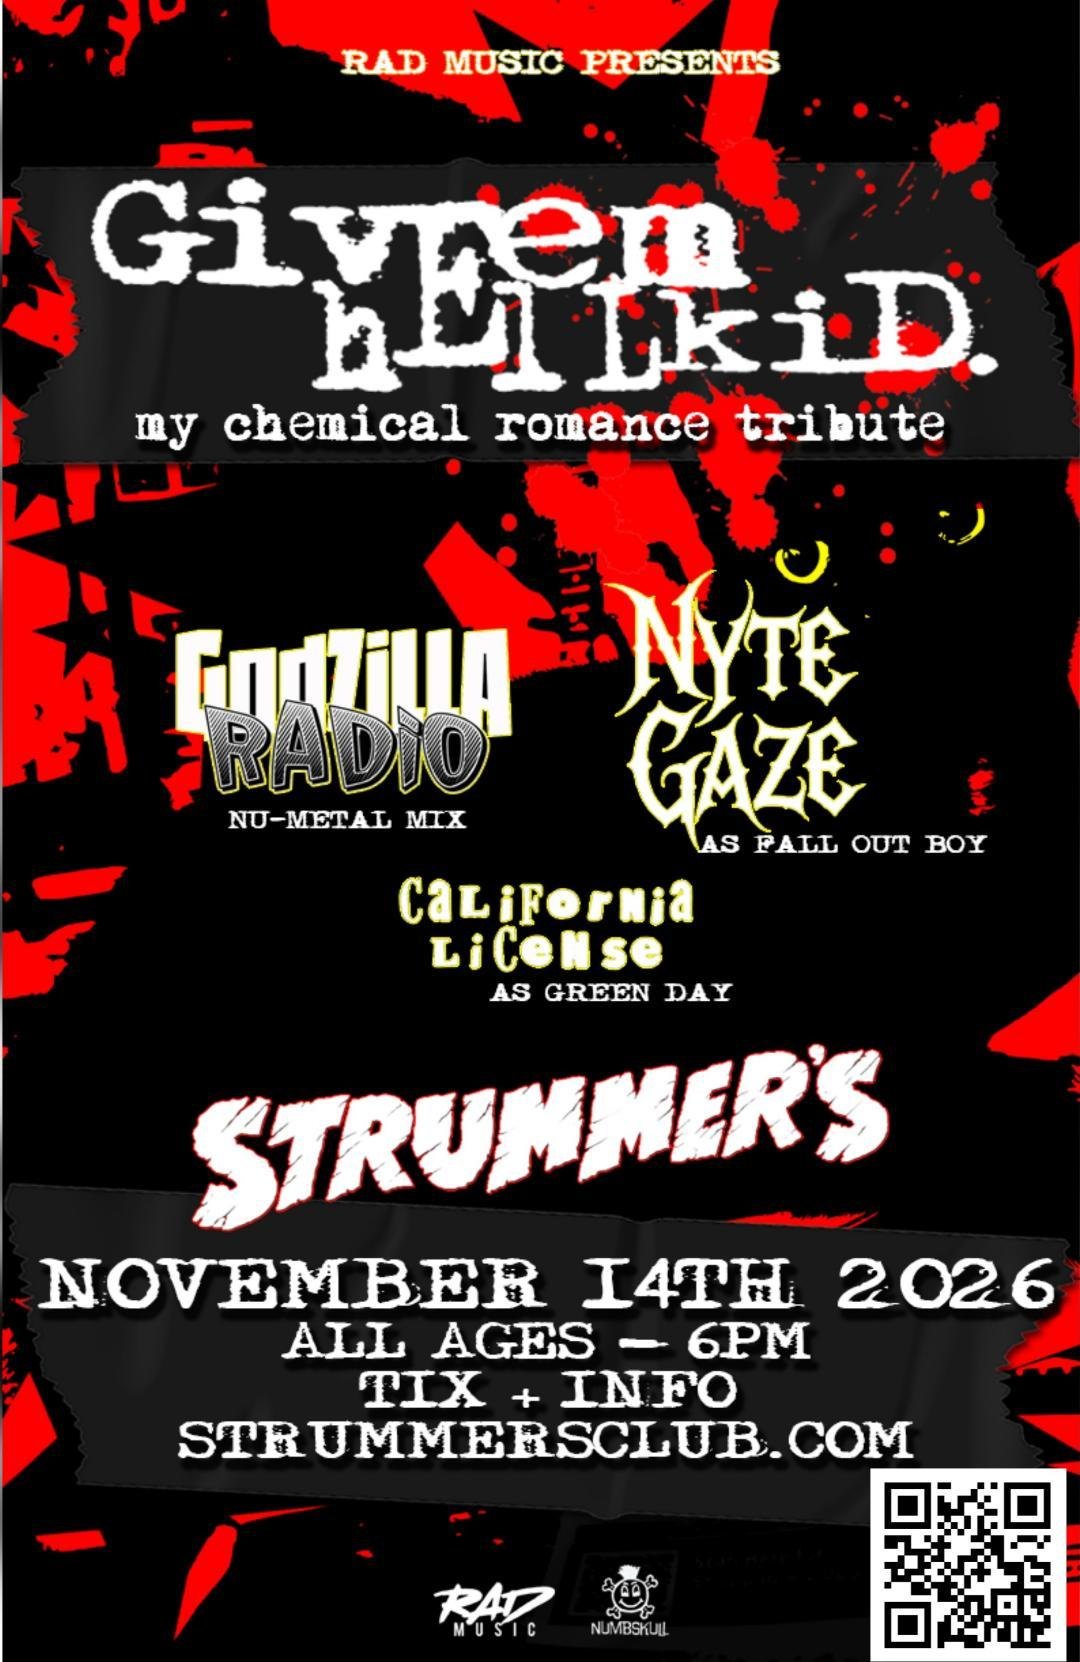 RAD MUSIC PRESENTS
GivEem
hElLkiD.
my chemical romance tribute
GODZiLLA
RADiO
NU-METAL MIX
NYTE
GAZE
AS FALL OUT BOY
CaLiForNia
LiCeNse
AS GREEN DAY
STRUMMER'S
NOVEMBER 14TH 2026
ALL AGES — 6PM
TIX + INFO
STRUMMERSCLUB.COM
RAD
MUSIC
NUMBSKULL